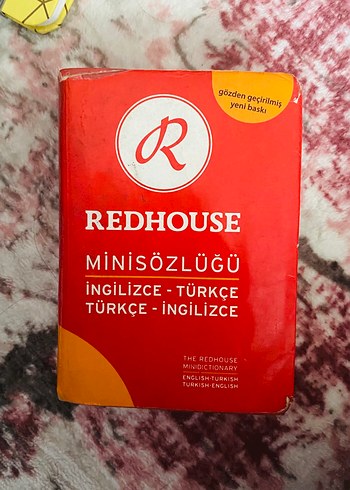 gözden geçirilmiş
yeni baskı
R
REDHOUSE
MİNİSÖZLÜĞÜ
İNGİLİZCE - TÜRKÇE
TÜRKÇE - İNGİLİZCE
THE REDHOUSE
MINIDICTIONARY
ENGLISH-TURKISH
TURKISH-ENGLISH